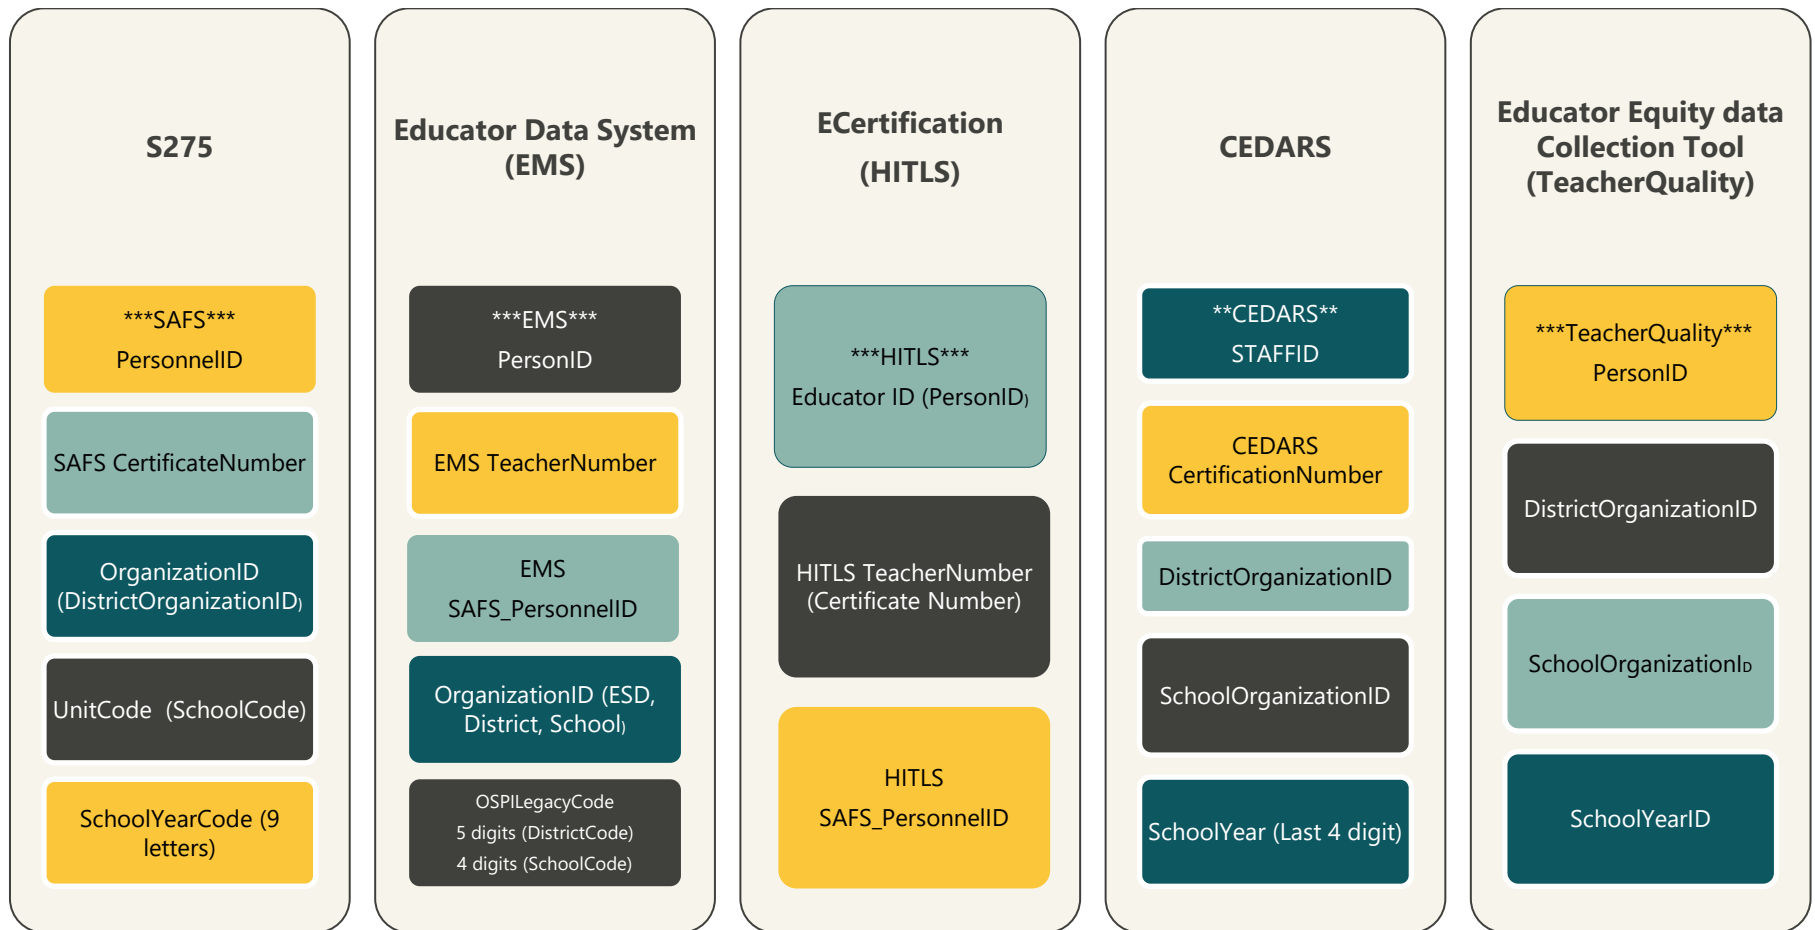 S275
***SAFS***
PersonnelID
SAFS CertificateNumber
OrganizationID
(DistrictOrganizationID)
UnitCode  (SchoolCode)
SchoolYearCode (9
letters)
Educator Data System
(EMS)
***EMS***
PersonID
EMS TeacherNumber
EMS
SAFS_PersonnelID
OrganizationID (ESD,
District, School)
OSPILegacyCode
5 digits (DistrictCode)
4 digits (SchoolCode)
ECertification
(HITLS)
***HITLS***
Educator ID (PersonID)
HITLS TeacherNumber
(Certificate Number)
HITLS
SAFS_PersonnelID
CEDARS
**CEDARS**
STAFFID
CEDARS
CertificationNumber
DistrictOrganizationID
SchoolOrganizationID
SchoolYear (Last 4 digit)
Educator Equity data
Collection Tool
(TeacherQuality)
***TeacherQuality***
PersonID
DistrictOrganizationID
SchoolOrganizationID
SchoolYearID